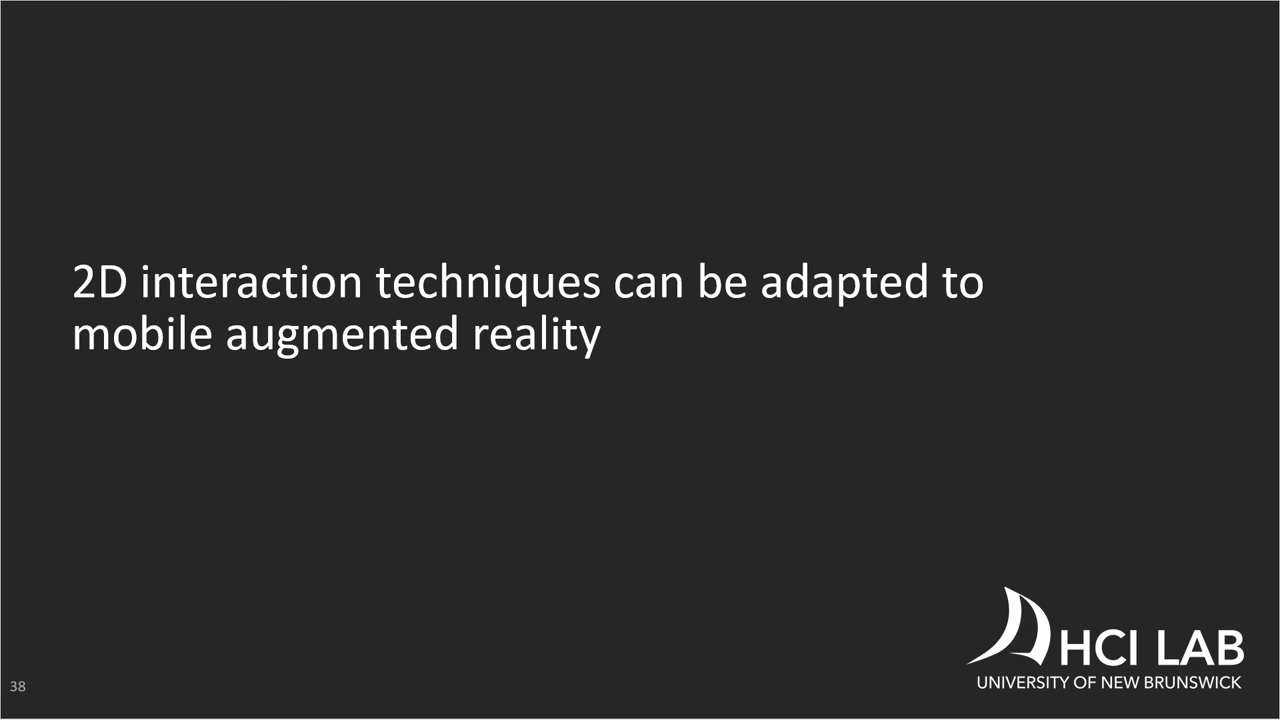 2D interaction techniques can be adapted to
mobile augmented reality
HCI LAB
UNIVERSITY OF NEW BRUNSWICK
38